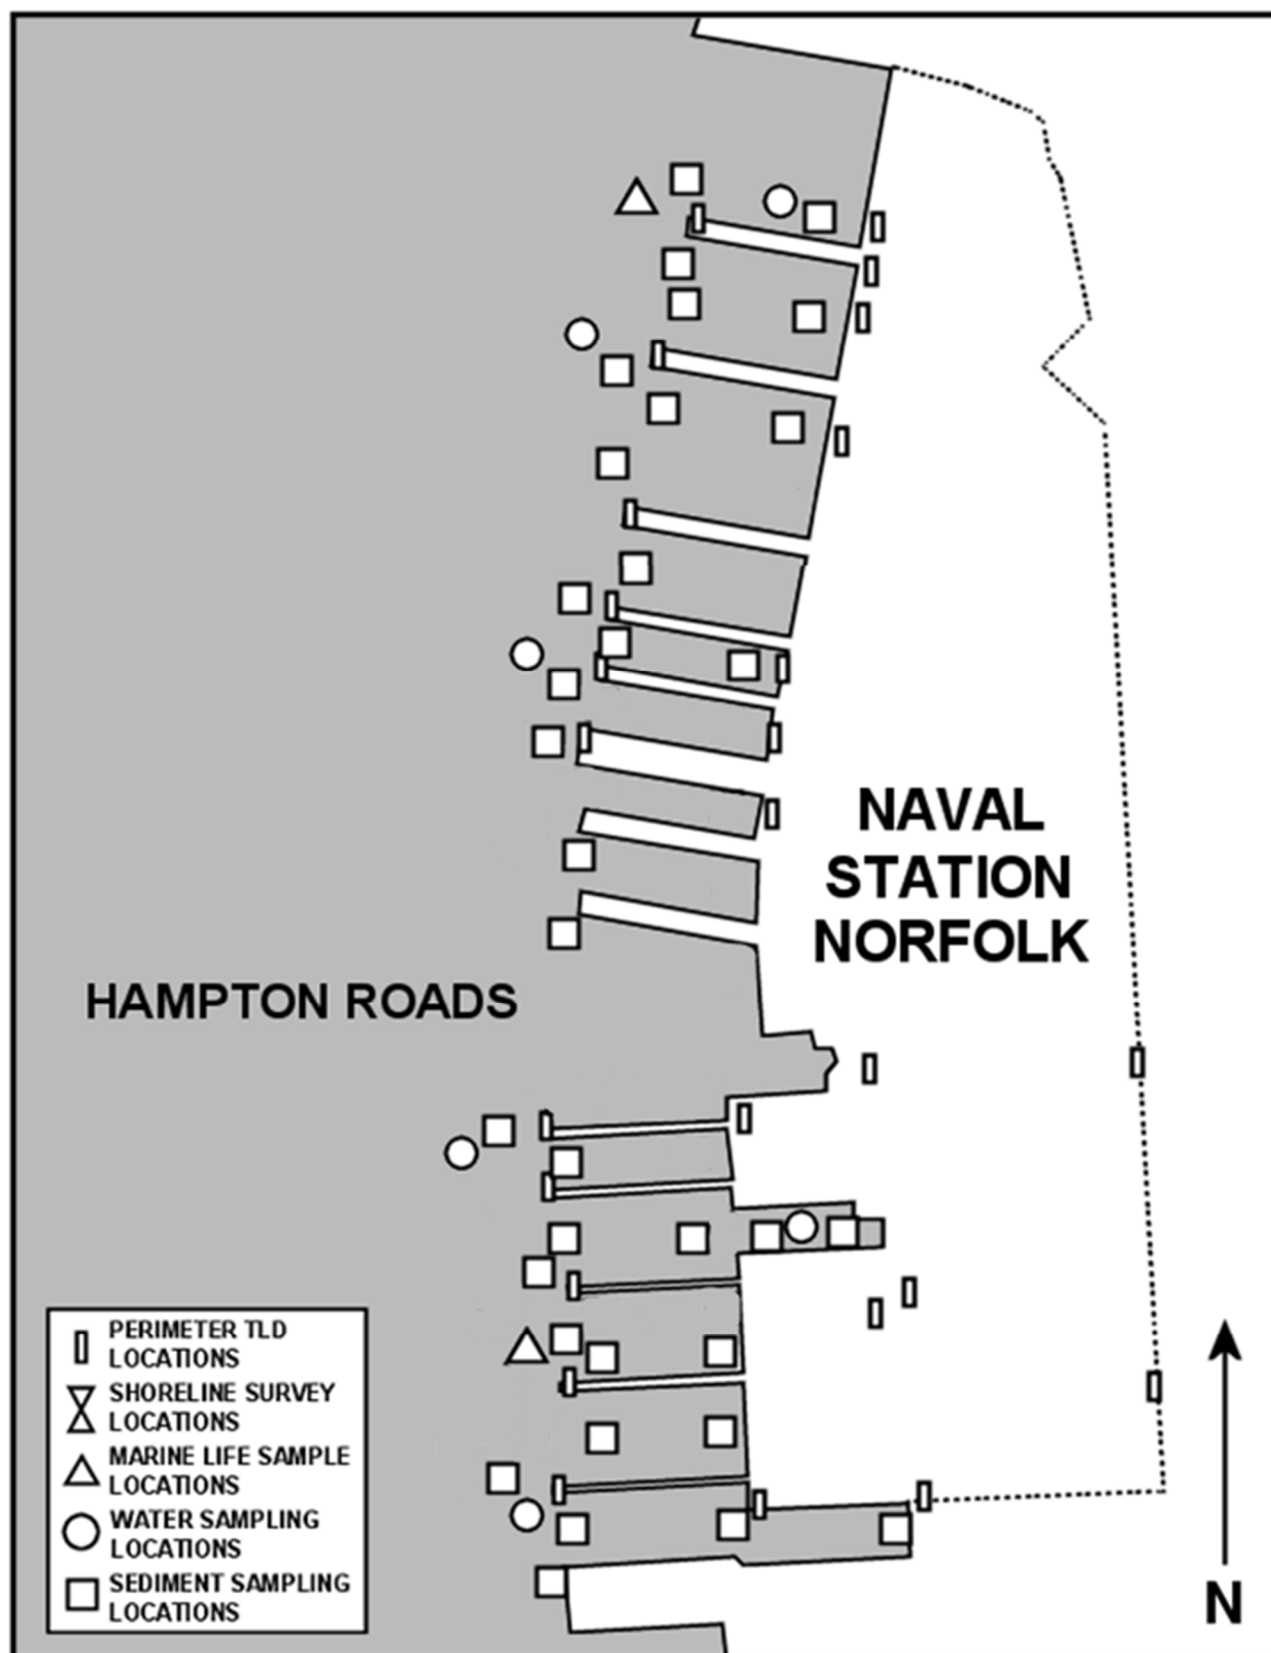 NAVAL
STATION
NORFOLK
HAMPTON ROADS
PERIMETER TLD
LOCATIONS
SHORELINE SURVEY
LOCATIONS
MARINE LIFE SAMPLE
LOCATIONS
WATER SAMPLING
LOCATIONS
SEDIMENT SAMPLING
LOCATIONS
N